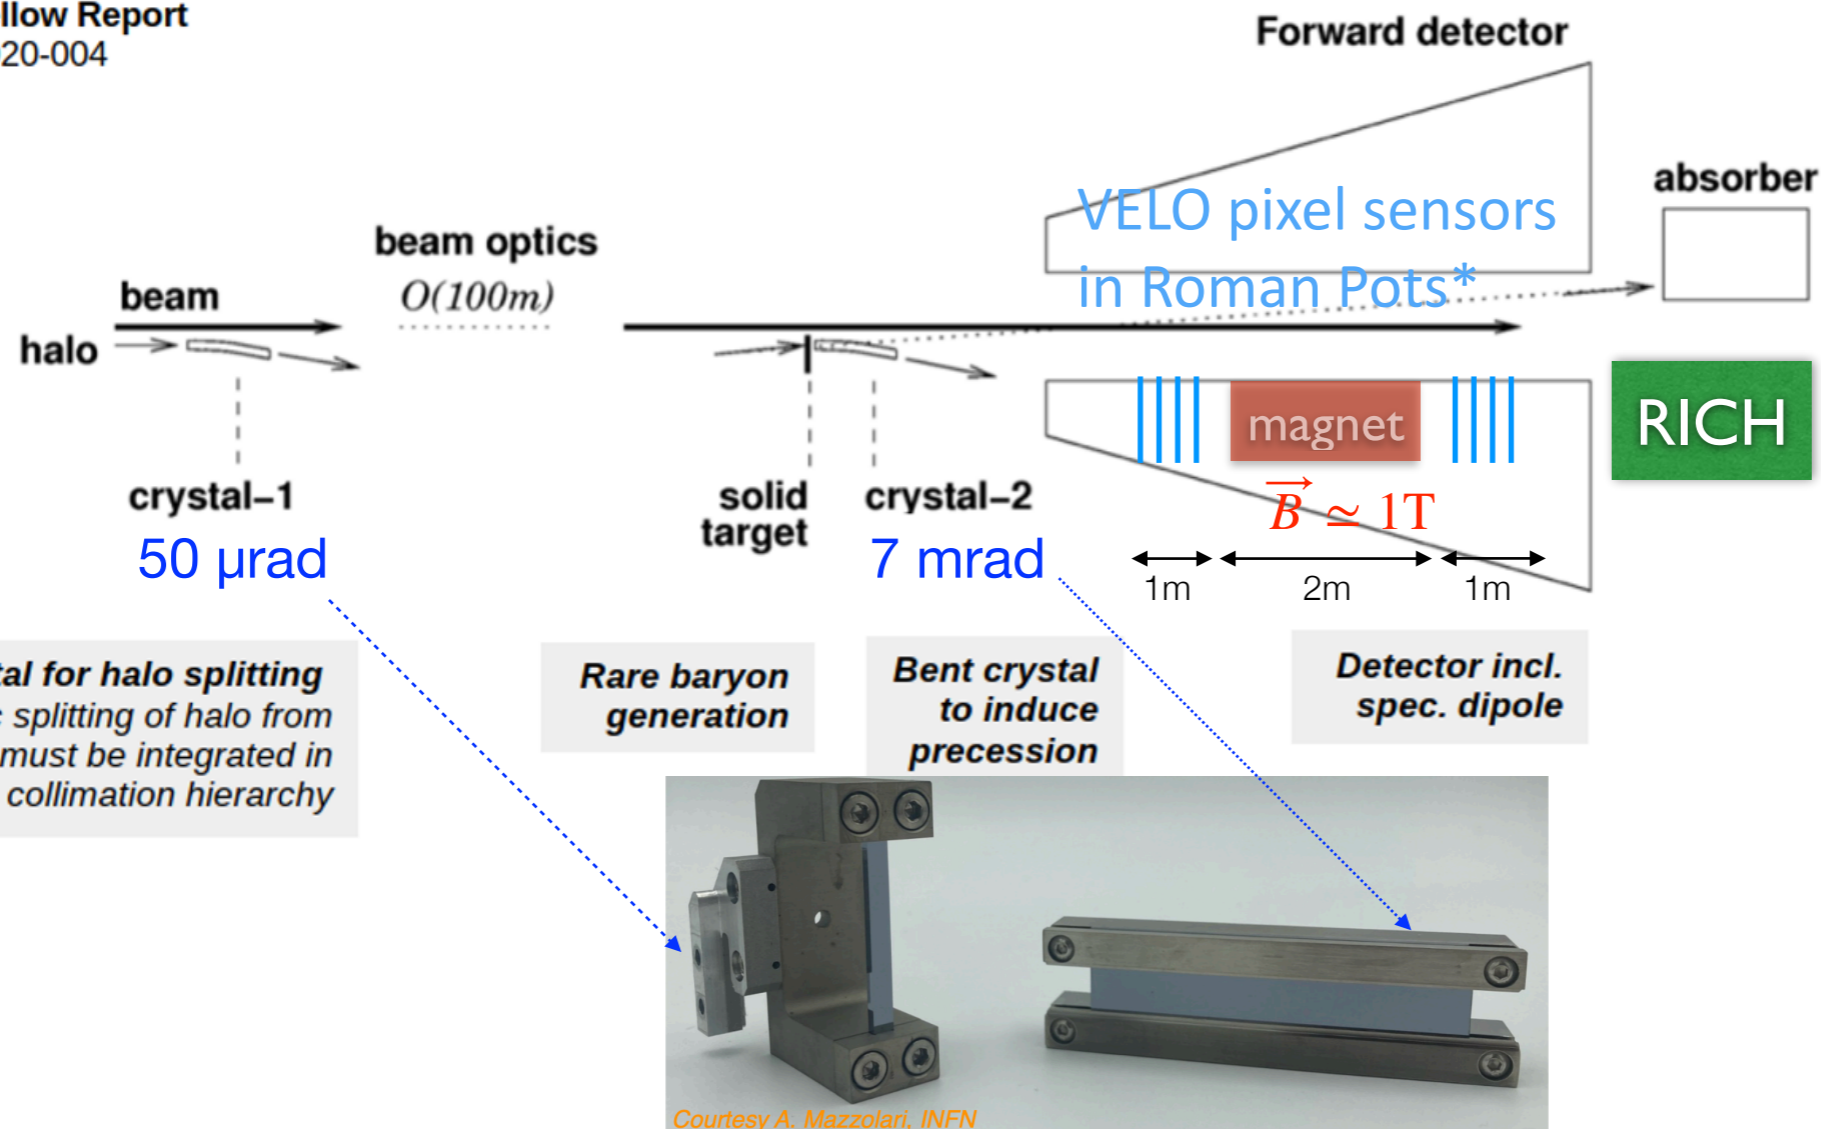 llow Report
20-004
Forward detector
absorber
VELO pixel sensors
in Roman Pots*
beam optics
O(100m)
beam
halo
RICH
magnet
B⃗ ≃ 1T
crystal–1
50 μrad
solid
target
crystal–2
7 mrad
1m
2m
1m
tal for halo splitting
splitting of halo from
must be integrated in
collimation hierarchy
Rare baryon
generation
Bent crystal
to induce
precession
Detector incl.
spec. dipole
Courtesy A. Mazzolari, INFN